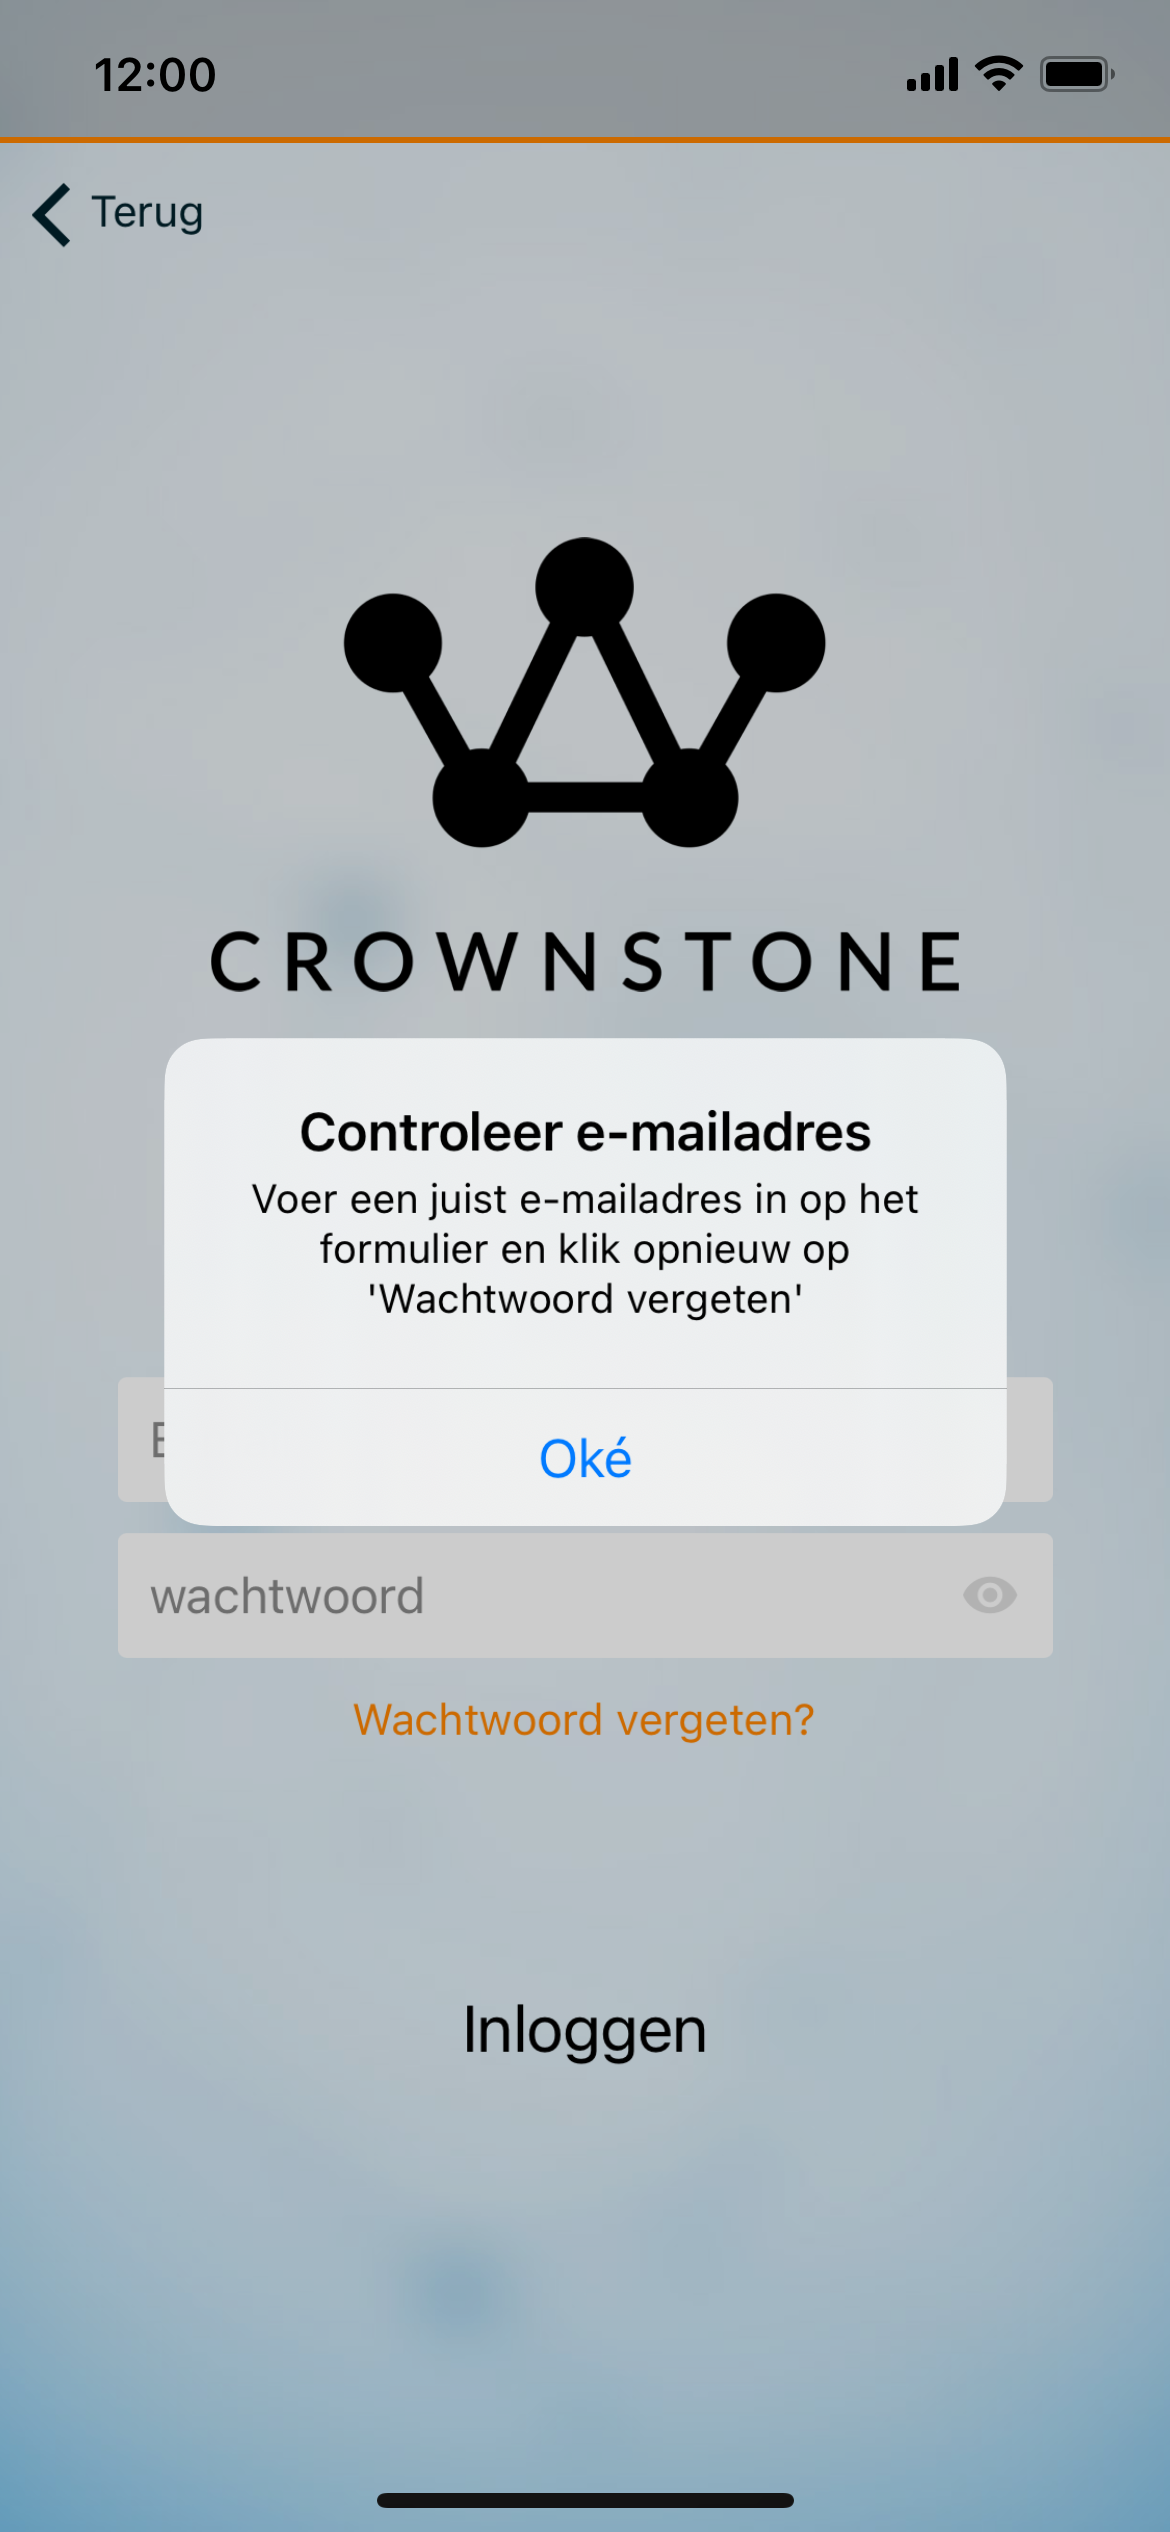 12:00
Terug
CROWNSTONE
Controleer e-mailadres
Voer een juist e-mailadres in op het
formulier en klik opnieuw op
'Wachtwoord vergeten'
Oké
wachtwoord
Wachtwoord vergeten?
Inloggen